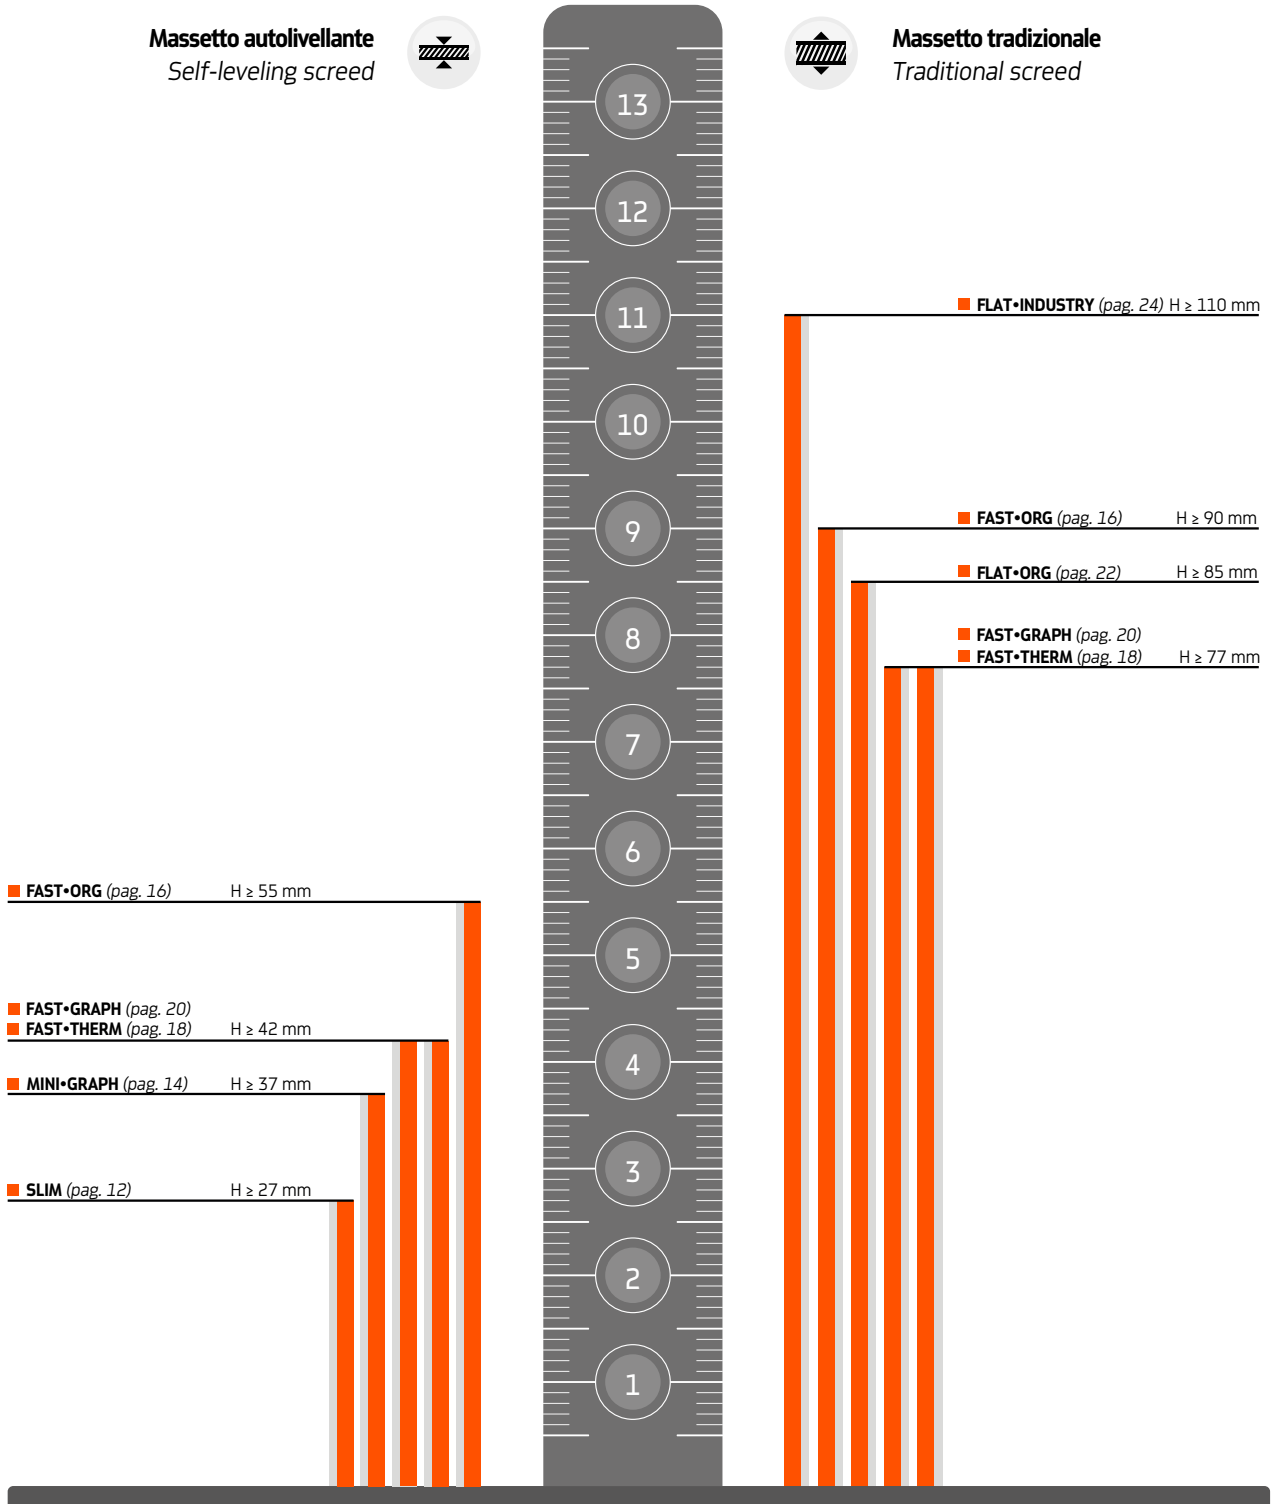 Massetto autolivellante
Self-leveling screed
Massetto tradizionale
Traditional screed
13
12
11
10
9
8
7
6
5
4
3
2
1
FLAT•INDUSTRY (pag. 24) H ≥ 110 mm
FAST•ORG (pag. 16) H ≥ 90 mm
FLAT•ORG (pag. 22) H ≥ 85 mm
FAST•GRAPH (pag. 20)
FAST•THERM (pag. 18) H ≥ 77 mm
FAST•ORG (pag. 16) H ≥ 55 mm
FAST•GRAPH (pag. 20)
FAST•THERM (pag. 18) H ≥ 42 mm
MINI•GRAPH (pag. 14) H ≥ 37 mm
SLIM (pag. 12) H ≥ 27 mm